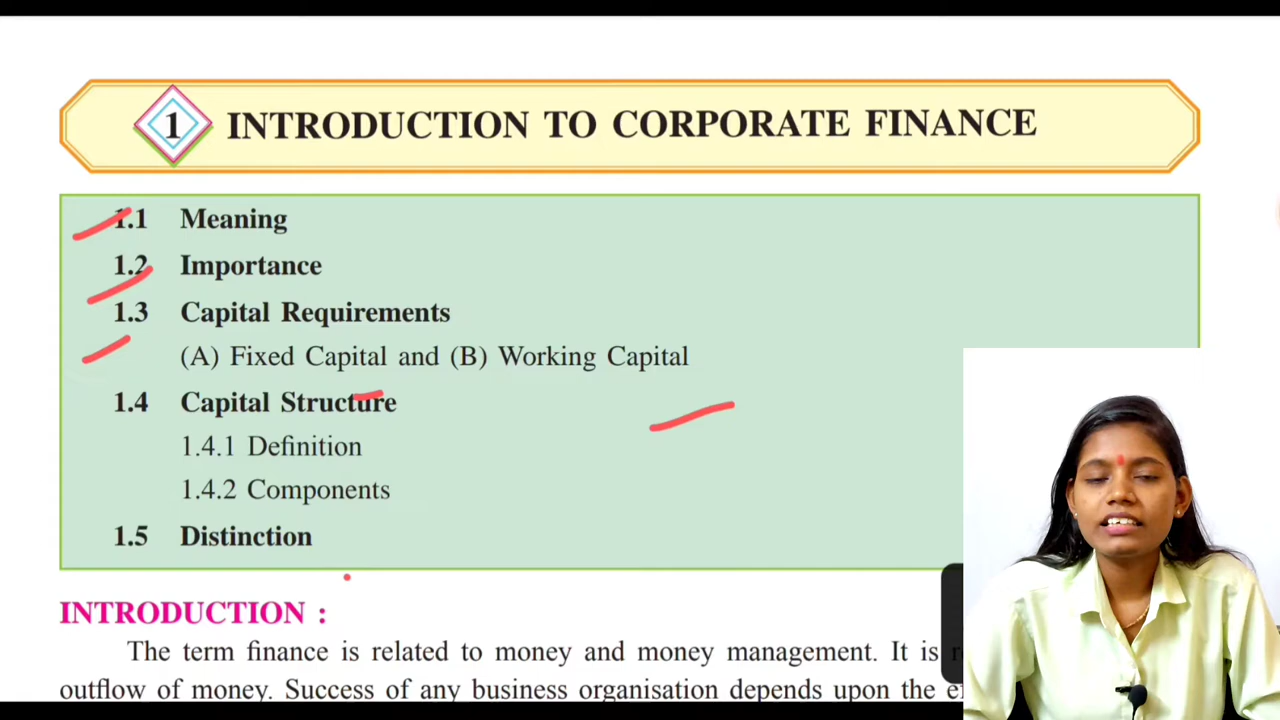 1 INTRODUCTION TO CORPORATE FINANCE
1.1 Meaning
1.2 Importance
1.3 Capital Requirements
(A) Fixed Capital and (B) Working Capital
1.4 Capital Structure
1.4.1 Definition
1.4.2 Components
1.5 Distinction
INTRODUCTION :
The term finance is related to money and money management. It is
outflow of money. Success of any business organisation depends upon the